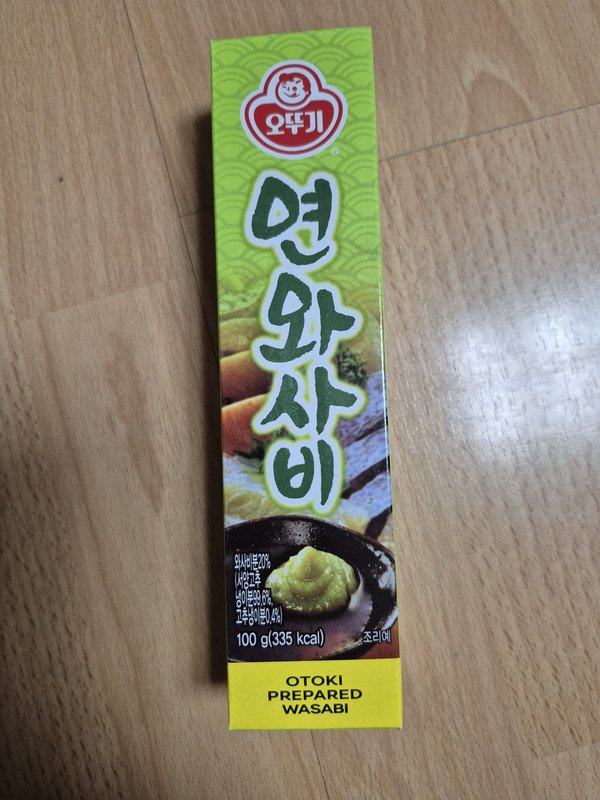 오뚜기
®
연와사비
와사비분20%
(서양고추
냉이분99.6%,
고추냉이분0.4%)
100 g(335 kcal)
조리예
OTOKI
PREPARED
WASABI